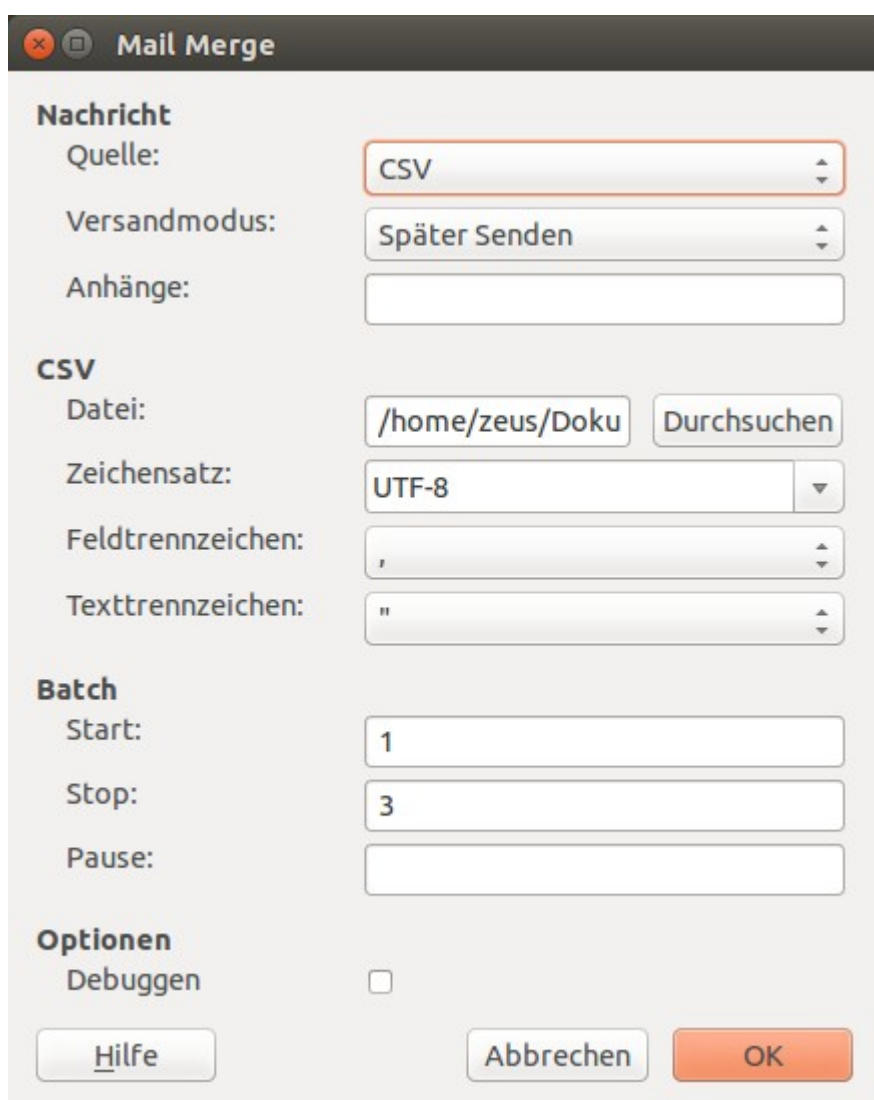 Mail Merge
Nachricht
Quelle: CSV
Versandmodus: Später Senden
Anhänge:
CSV
Datei: /home/zeus/Doku Durchsuchen
Zeichensatz: UTF-8
Feldtrennzeichen: ,
Texttrennzeichen: "
Batch
Start: 1
Stop: 3
Pause:
Optionen
Debuggen
Hilfe Abbrechen OK